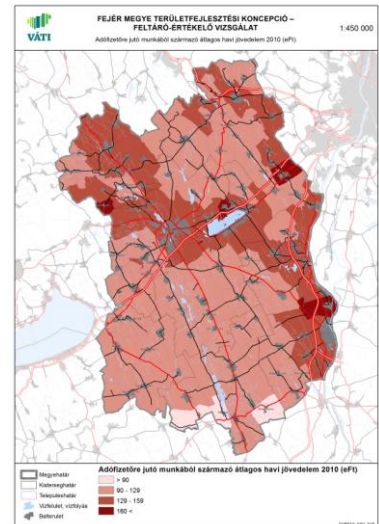 VÁTI
FEJÉR MEGYE TERÜLETFEJLESZTÉSI KONCEPCIÓ –
FELTÁRÓ-ÉRTÉKELŐ VIZSGÁLAT
Adófizetőre jutó munkából származó átlagos havi jövedelem 2010 (eFt)
1:450 000
Megyehatár
Kistérséghatár
Településhatár
Vízfelület, vízfolyás
Belterület
Adófizetőre jutó munkából származó átlagos havi jövedelem 2010 (eFt)
> 90
90 - 129
129 - 159
160 <